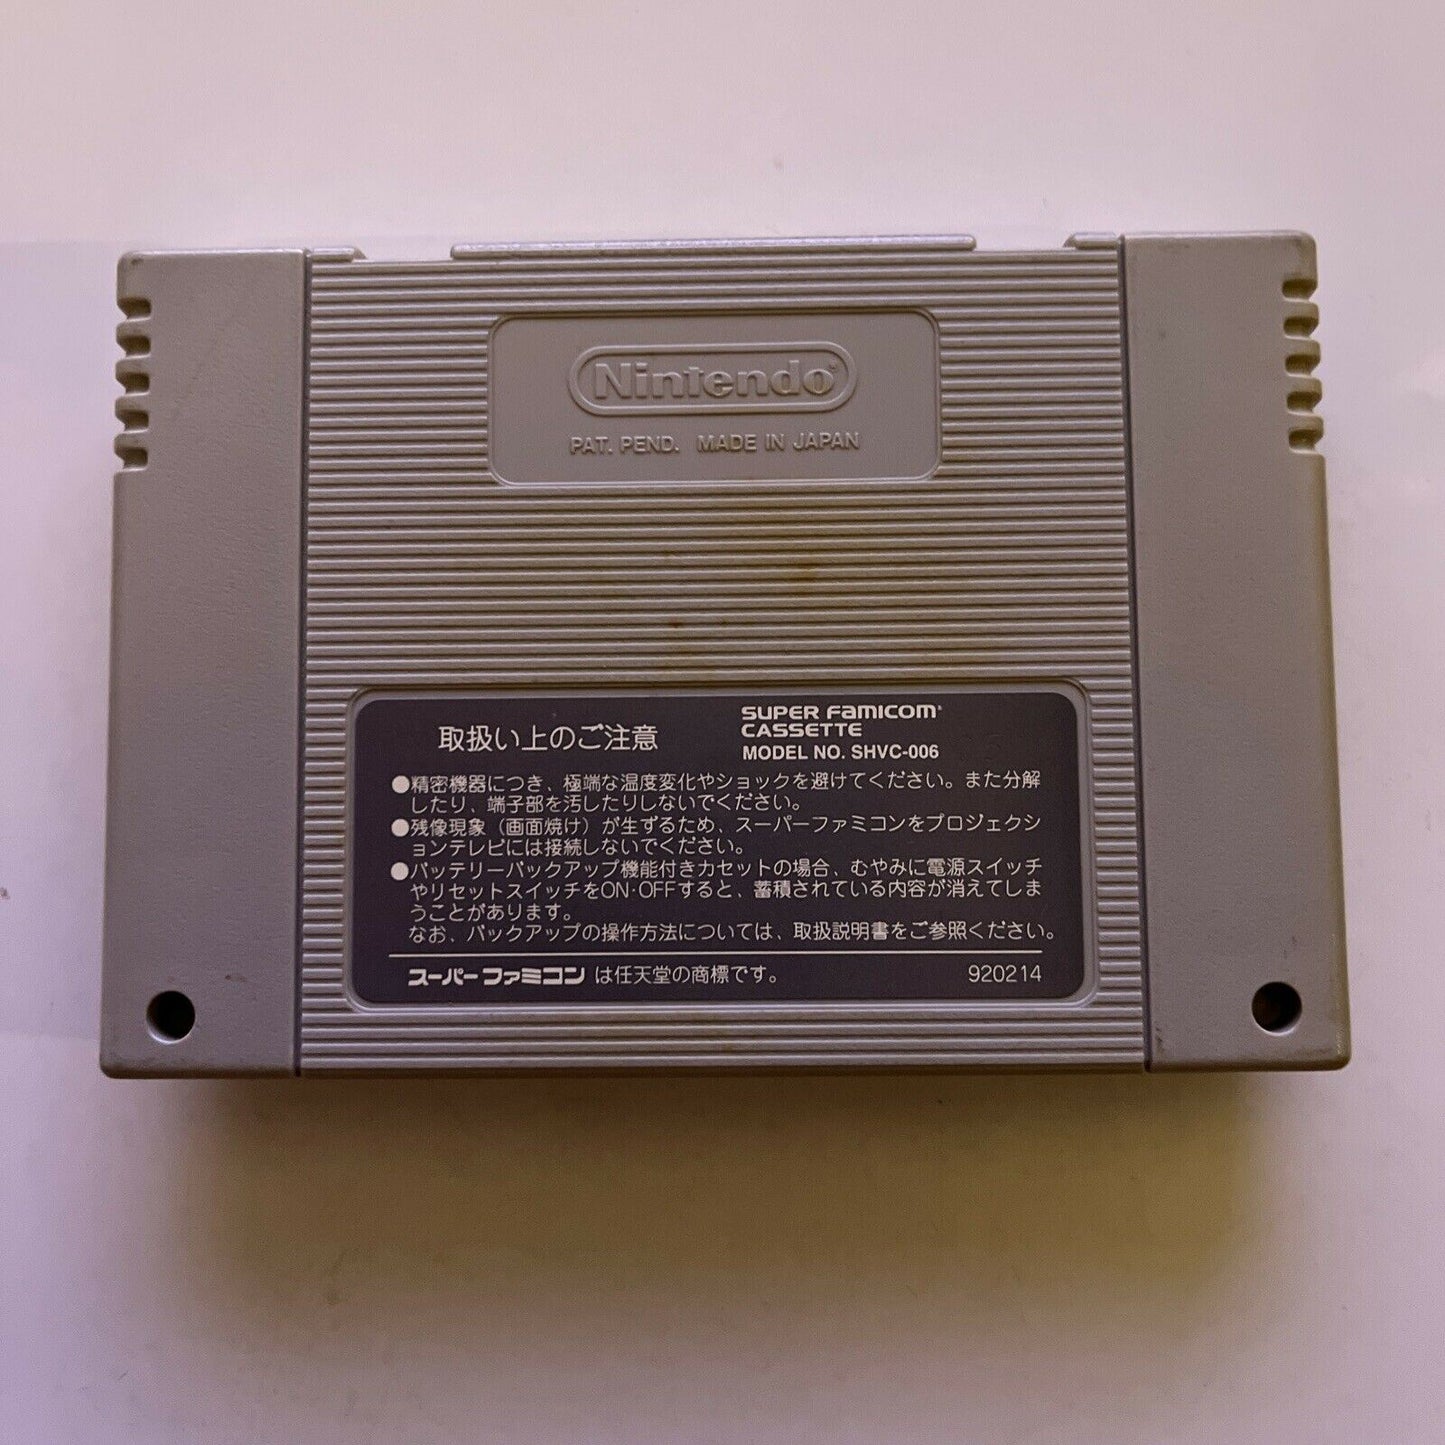 Nintendo®
PAT. PEND. MADE IN JAPAN
取扱い上のご注意
SUPER FAMICOM®
CASSETTE
MODEL NO. SHVC-006
●精密機器につき、極端な温度変化やショックを避けてください。また分解
したり、端子部を汚したりしないでください。
●残像現象（画面焼け）が生ずるため、スーパーファミコンをプロジェクシ
ョンテレビには接続しないでください。
●バッテリーバックアップ機能付きカセットの場合、むやみに電源スイッチ
やリセットスイッチをON·OFFすると、蓄積されている内容が消えてしま
うことがあります。
なお、バックアップの操作方法については、取扱説明書をご参照ください。
スーパーファミコン は任天堂の商標です。 920214